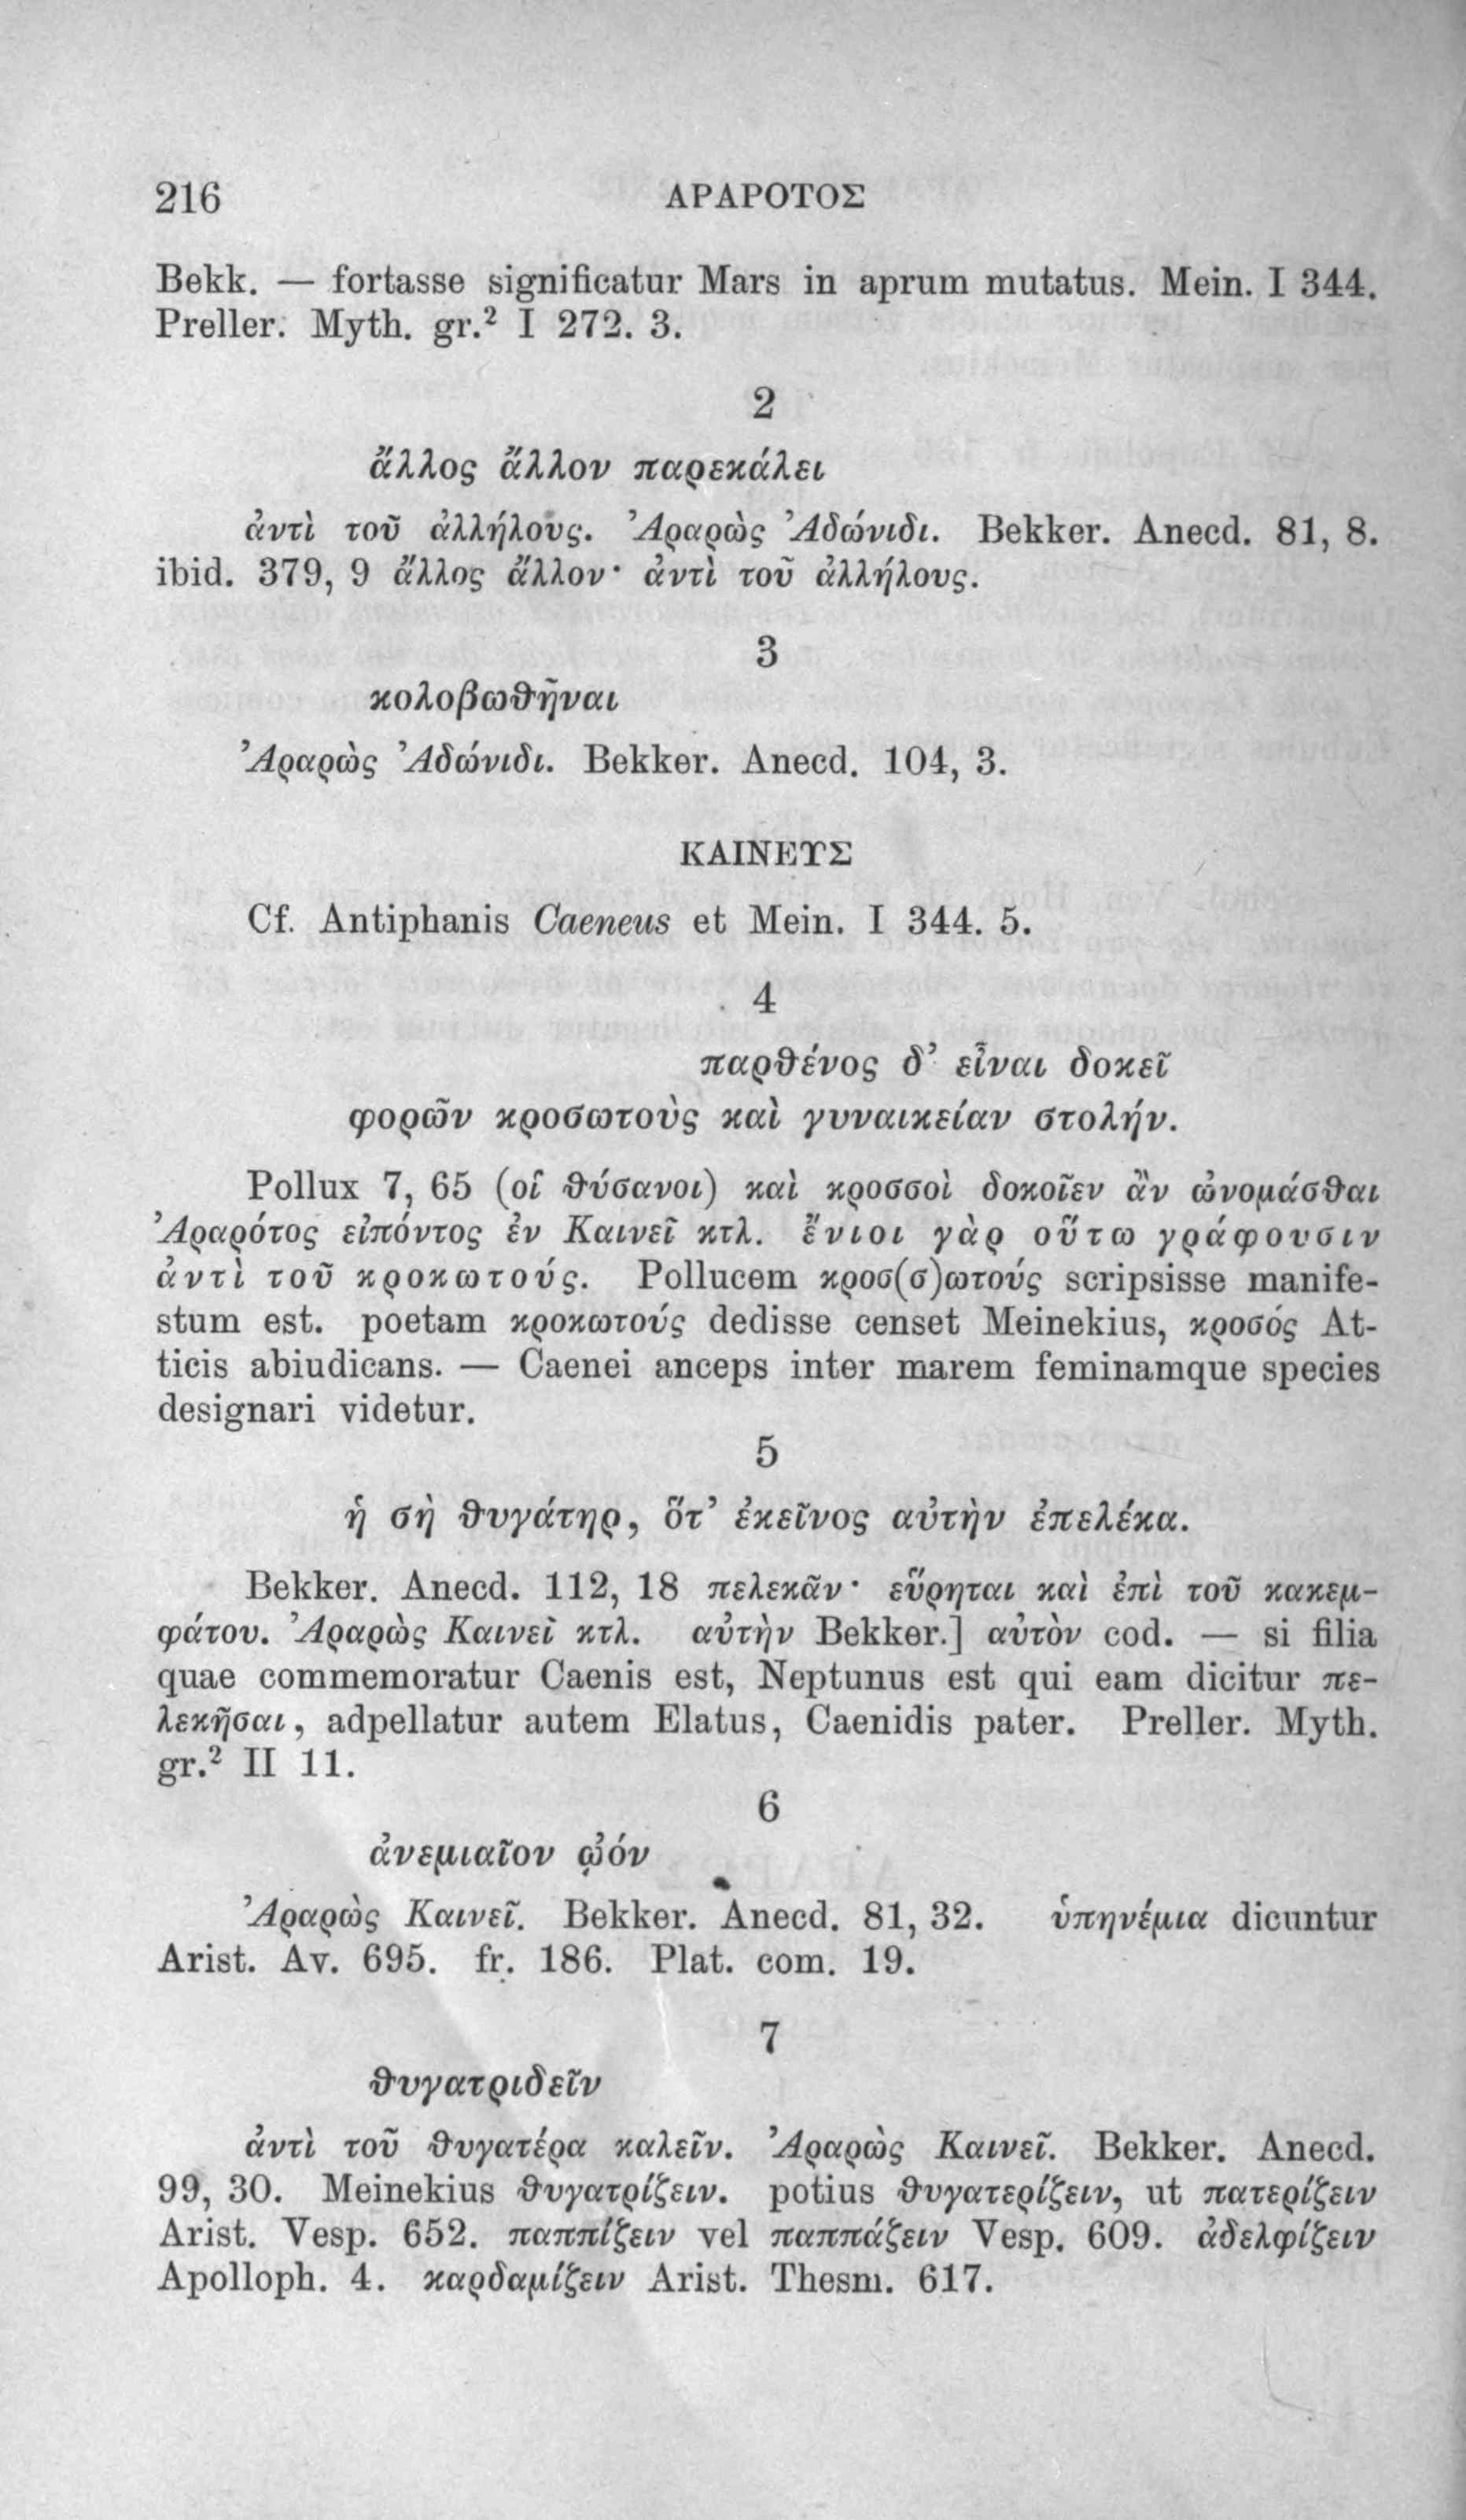 216 ΑΡΑΡΟΤΟΣ
Bekk. — fortasse significatur Mars in aprum mutatus. Mein. I 344.
Preller. Myth. gr.² I 272. 3.
2
ἄλλος ἄλλον παρεκάλει
ἀντὶ τοῦ ἀλλήλους. Ἀραρὼς Ἀδώνιδι. Bekker. Anecd. 81, 8.
ibid. 379, 9 ἄλλος ἄλλον· ἀντὶ τοῦ ἀλλήλους.
3
κολοβωθῆναι
Ἀραρὼς Ἀδώνιδι. Bekker. Anecd. 104, 3.
ΚΑΙΝΕΥΣ
Cf. Antiphanis Caeneus et Mein. I 344. 5.
4
παρθένος δ’ εἶναι δοκεῖ
φορῶν κροσωτοὺς καὶ γυναικείαν στολήν.
Pollux 7, 65 (οἱ θύσανοι) καὶ κροσσοὶ δοκοῖεν ἂν ὠνομάσθαι
Ἀραρότος εἰπόντος ἐν Καινεῖ κτλ. ἔνιοι γὰρ οὕτω γράφουσιν
ἀντὶ τοῦ κροκωτούς. Pollucem κροσ(σ)ωτούς scripsisse manife-
stum est. poetam κροκωτούς dedisse censet Meinekius, κροσός At-
ticis abiudicans. — Caenei anceps inter marem feminamque species
designari videtur.
5
ἡ σὴ θυγάτηρ, ὅτ’ ἐκεῖνος αὐτὴν ἐπελέκα.
Bekker. Anecd. 112, 18 πελεκᾶν· εὕρηται καὶ ἐπὶ τοῦ κακεμ-
φάτου. Ἀραρὼς Καινεῖ κτλ. αὐτὴν Bekker.] αὐτὸν cod. — si filia
quae commemoratur Caenis est, Neptunus est qui eam dicitur πε-
λεκῆσαι, adpellatur autem Elatus, Caenidis pater. Preller. Myth.
gr.² II 11.
6
ἀνεμιαῖον ᾠόν
Ἀραρὼς Καινεῖ. Bekker. Anecd. 81, 32. ὑπηνέμια dicuntur
Arist. Av. 695. fr. 186. Plat. com. 19.
7
θυγατριδεῖν
ἀντὶ τοῦ θυγατέρα καλεῖν. Ἀραρὼς Καινεῖ. Bekker. Anecd.
99, 30. Meinekius θυγατρίζειν. potius θυγατερίζειν, ut πατερίζειν
Arist. Vesp. 652. παππίζειν vel παππάζειν Vesp. 609. ἀδελφίζειν
Apolloph. 4. καρδαμίζειν Arist. Thesm. 617.